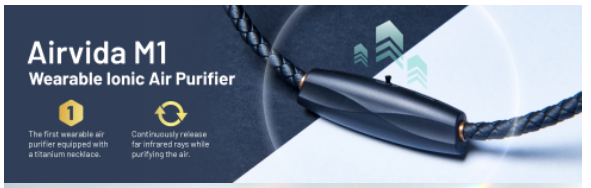 Airvida M1
Wearable Ionic Air Purifier
1
The first wearable air
purifier equipped with
a titanium necklace.
Continuously release
far infrared rays while
purifying the air.